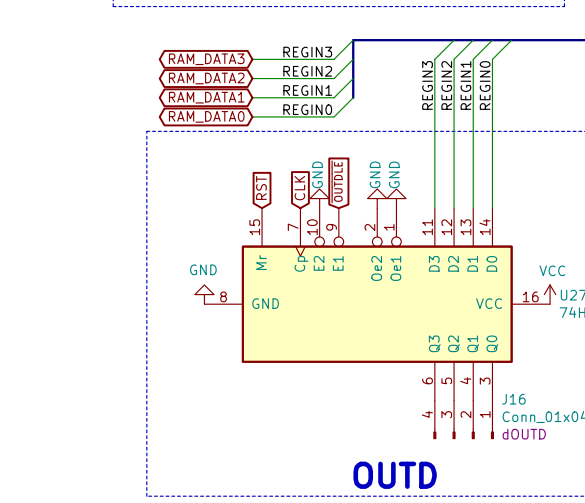 RAM_DATA3 REGIN3
RAM_DATA2 REGIN2
RAM_DATA1 REGIN1
RAM_DATA0 REGIN0
REGIN3 REGIN2 REGIN1 REGIN0
RST CLK GND OUTDLE GND GND
15 7 10 9 2 1 11 12 13 14
Mr Cp E2 E1 Oe2 Oe1 D3 D2 D1 D0
GND 8 GND
VCC 16 VCC
U27
74H
Q3 Q2 Q1 Q0
6 5 4 3
4 3 2 1
J16
Conn_01x04
dOUTD
OUTD